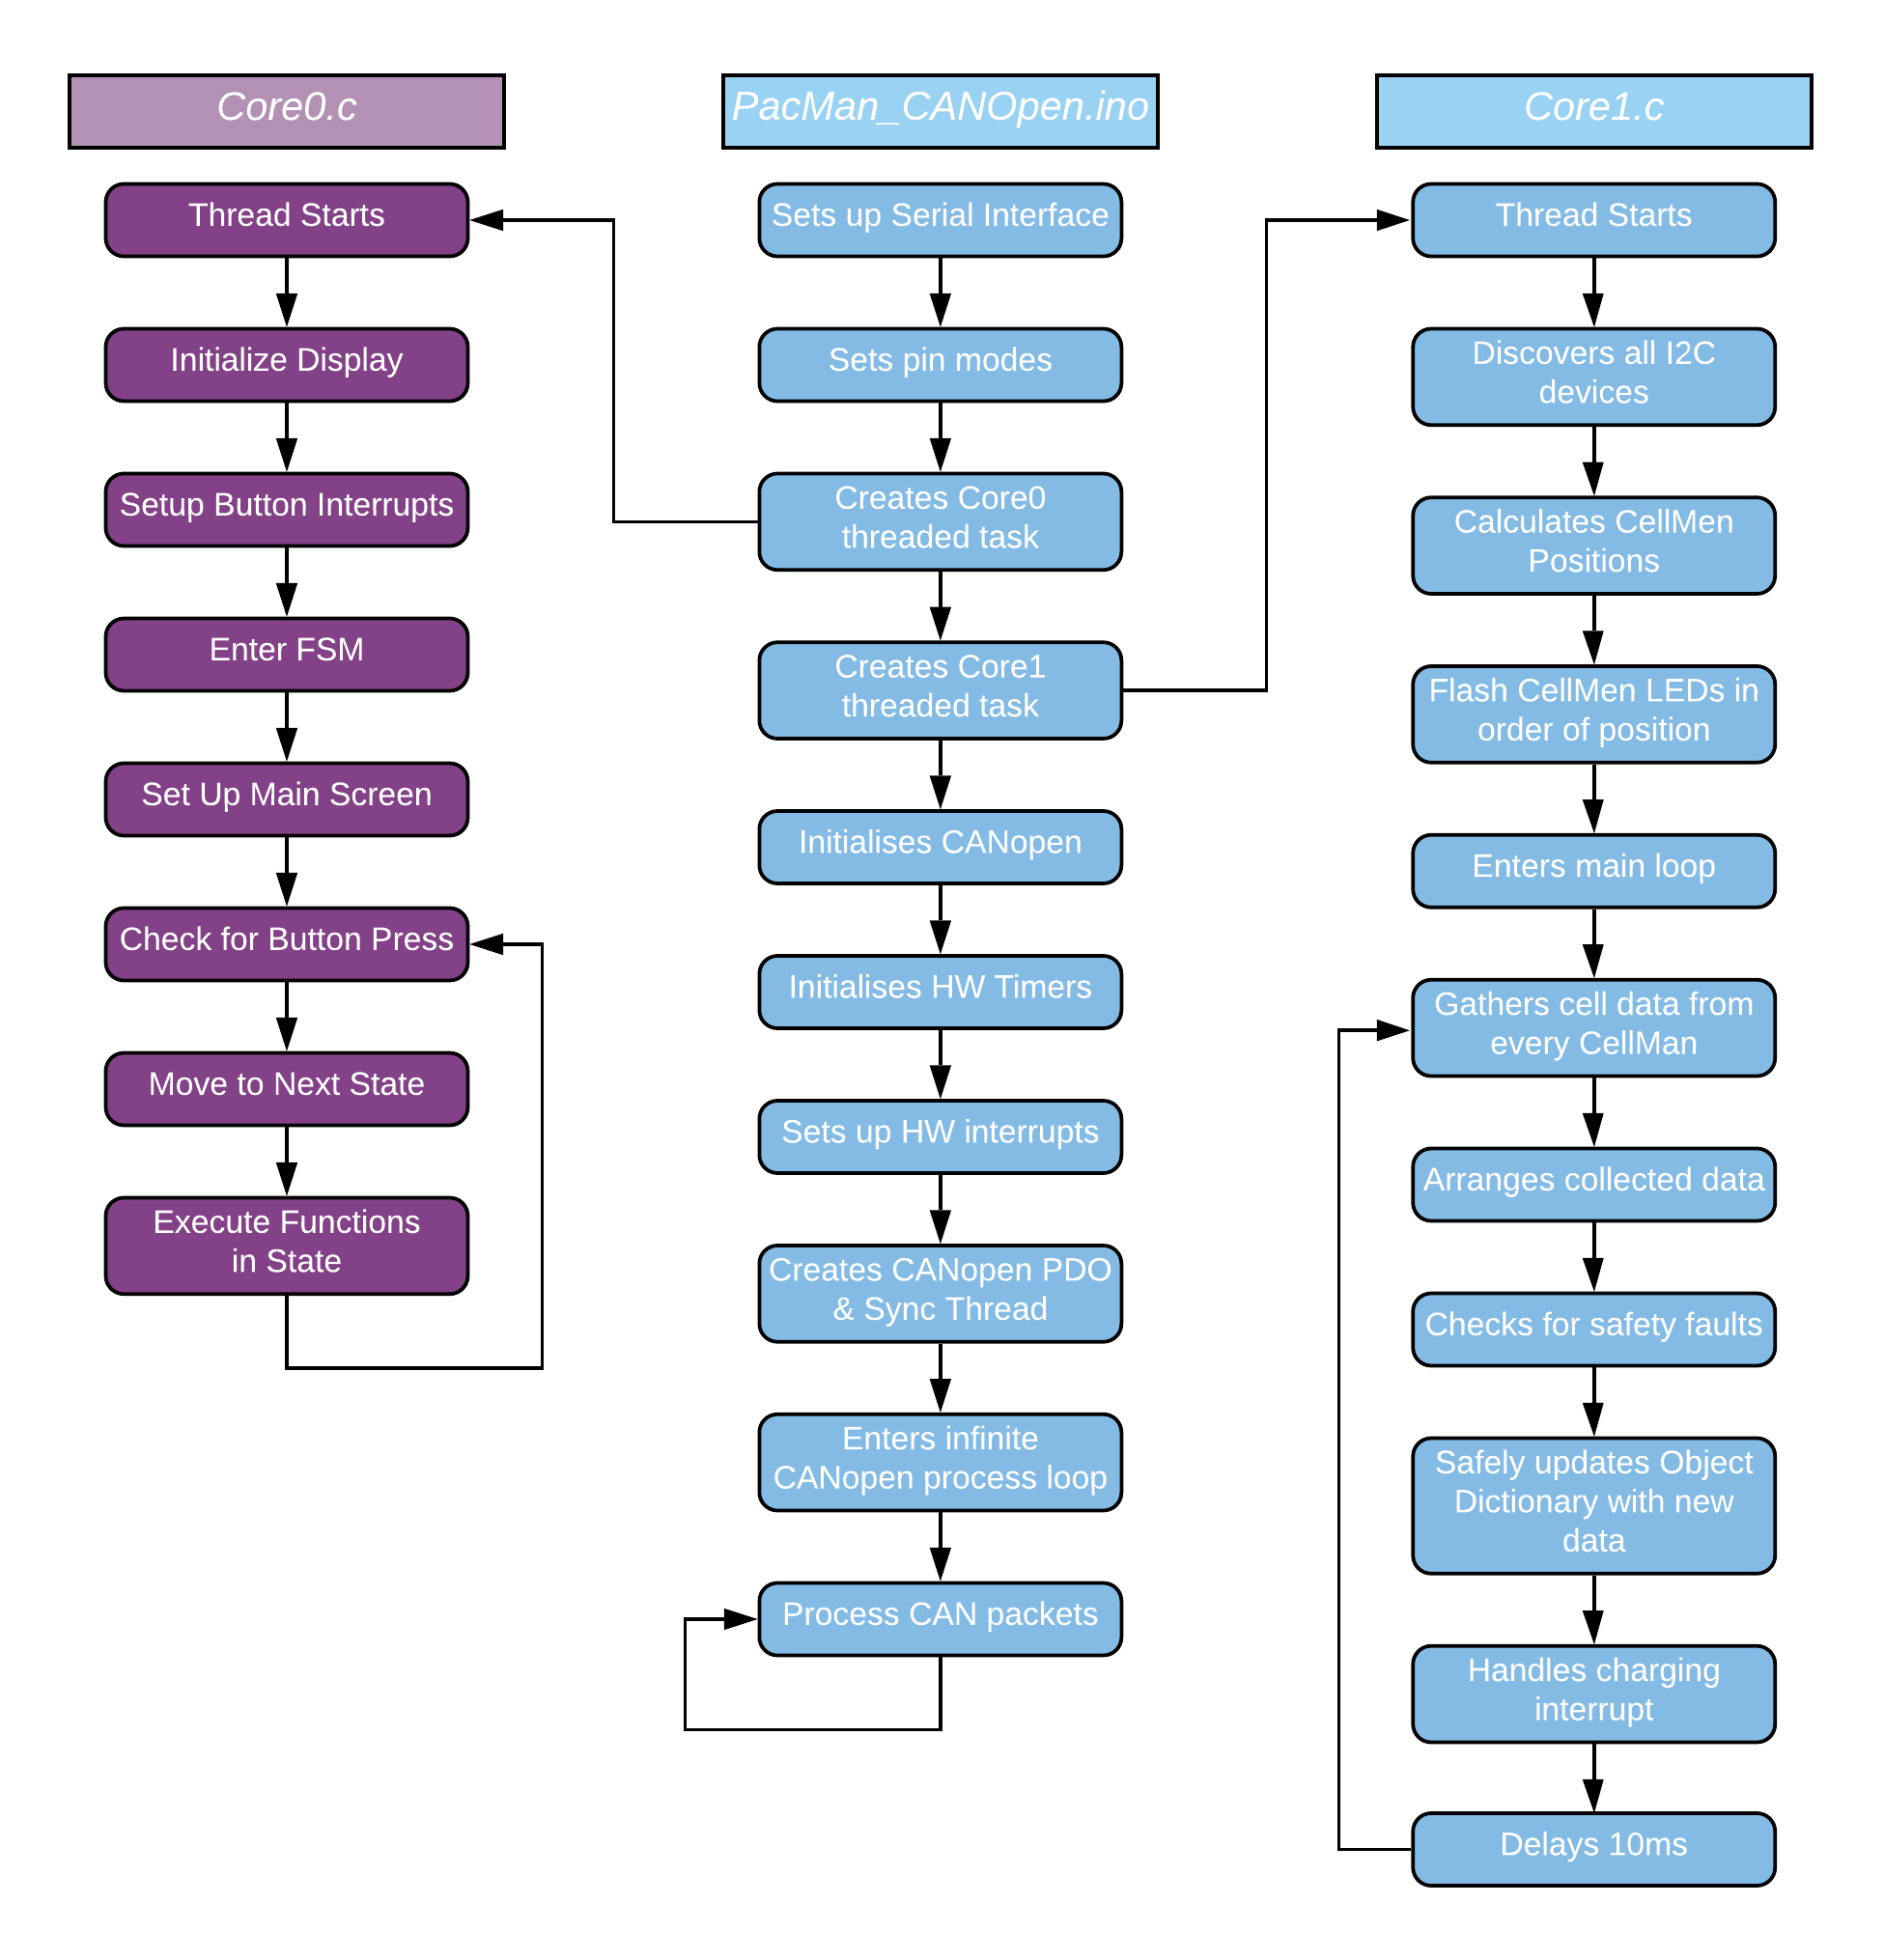 Core0.c
Thread Starts
Initialize Display
Setup Button Interrupts
Enter FSM
Set Up Main Screen
Check for Button Press
Move to Next State
Execute Functions
in State
PacMan_CANOpen.ino
Sets up Serial Interface
Sets pin modes
Creates Core0
threaded task
Creates Core1
threaded task
Initialises CANopen
Initialises HW Timers
Sets up HW interrupts
Creates CANopen PDO
& Sync Thread
Enters infinite
CANopen process loop
Process CAN packets
Core1.c
Thread Starts
Discovers all I2C
devices
Calculates CellMen
Positions
Flash CellMen LEDs in
order of position
Enters main loop
Gathers cell data from
every CellMan
Arranges collected data
Checks for safety faults
Safely updates Object
Dictionary with new
data
Handles charging
interrupt
Delays 10ms